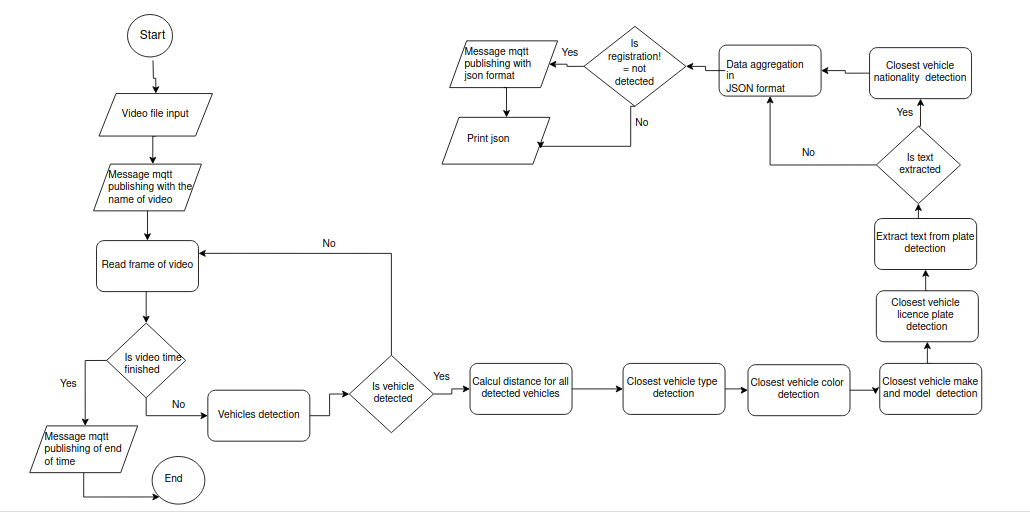 Start
Video file input
Message mqtt
publishing with the
name of video
Read frame of video
Is video time
finished
Yes
No
Message mqtt
publishing of end
of time
End
Vehicles detection
Is vehicle
detected
No
Yes
Calcul distance for all
detected vehicles
Closest vehicle type
detection
Closest vehicle color
detection
Closest vehicle make
and model detection
Closest vehicle
licence plate
detection
Extract text from plate
detection
Is text
extracted
Yes
No
Closest vehicle
nationality detection
Data aggregation
in
JSON format
Is
registration!
= not
detected
Yes
No
Message mqtt
publishing with
json format
Print json